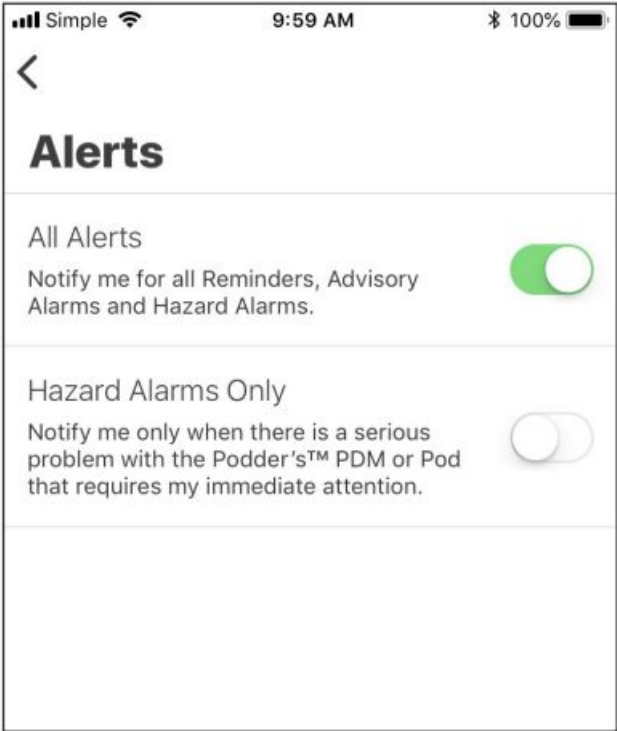 Simple 9:59 AM 100%
Alerts
All Alerts
Notify me for all Reminders, Advisory
Alarms and Hazard Alarms.
Hazard Alarms Only
Notify me only when there is a serious
problem with the Podder's™ PDM or Pod
that requires my immediate attention.